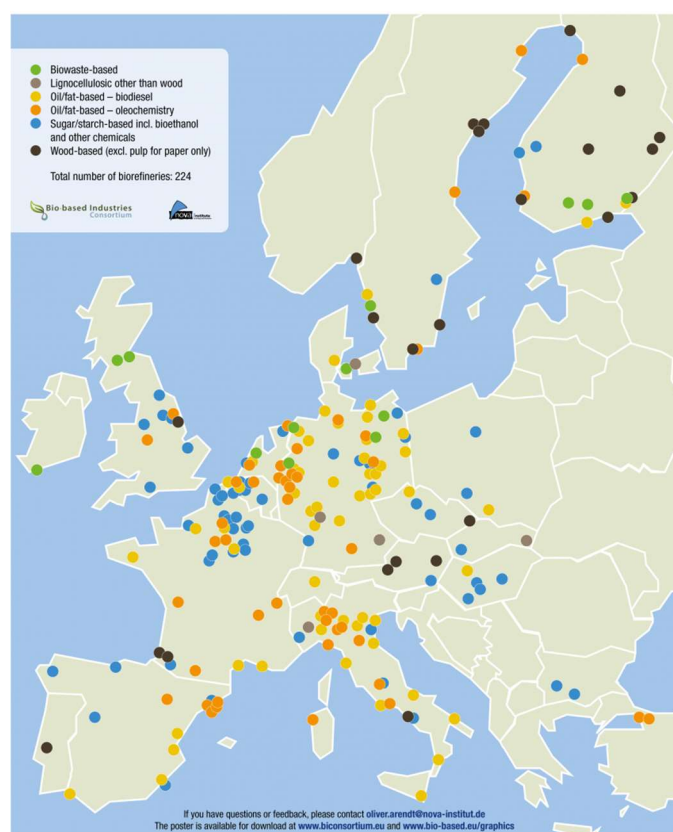 Biowaste-based
Lignocellulosic other than wood
Oil/fat-based – biodiesel
Oil/fat-based – oleochemistry
Sugar/starch-based incl. bioethanol
and other chemicals
Wood-based (excl. pulp for paper only)
Total number of biorefineries: 224
Bio-based Industries
Consortium
nova
Institute
If you have questions or feedback, please contact oliver.arendt@nova-institut.de
The poster is available for download at www.biconsortium.eu and www.bio-based.eu/graphics